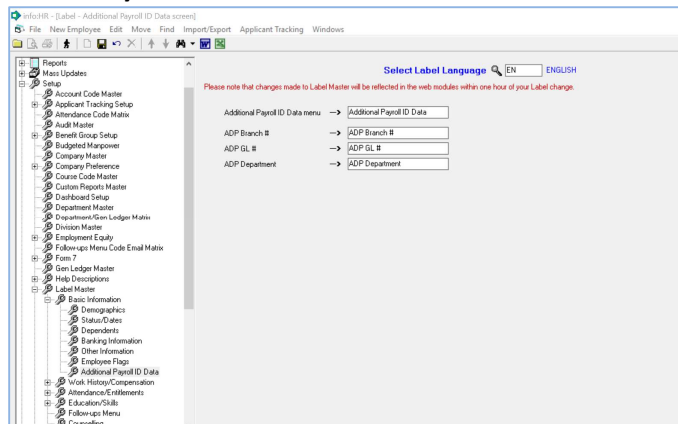 info:HR - [Label - Additional Payroll ID Data screen]
File New Employee Edit Move Find Import/Export Applicant Tracking Windows
Reports
Mass Updates
Setup
Account Code Master
Applicant Tracking Setup
Attendance Code Matrix
Audit Master
Benefit Group Setup
Budgeted Manpower
Company Master
Company Preference
Course Code Master
Custom Reports Master
Dashboard Setup
Department Master
Department/Gen Ledger Matrix
Division Master
Employment Equity
Follow-ups Menu Code Email Matrix
Form 7
Gen Ledger Master
Help Descriptions
Label Master
Basic Information
Demographics
Status/Dates
Dependents
Banking Information
Other Information
Employee Flags
Additional Payroll ID Data
Work History/Compensation
Attendance/Entitlements
Education/Skills
Follow-ups Menu
Counselling
Select Label Language EN ENGLISH
Please note that changes made to Label Master will be reflected in the web modules within one hour of your Label change.
Additional Payroll ID Data menu --> Additional Payroll ID Data
ADP Branch # --> ADP Branch #
ADP GL # --> ADP GL #
ADP Department --> ADP Department